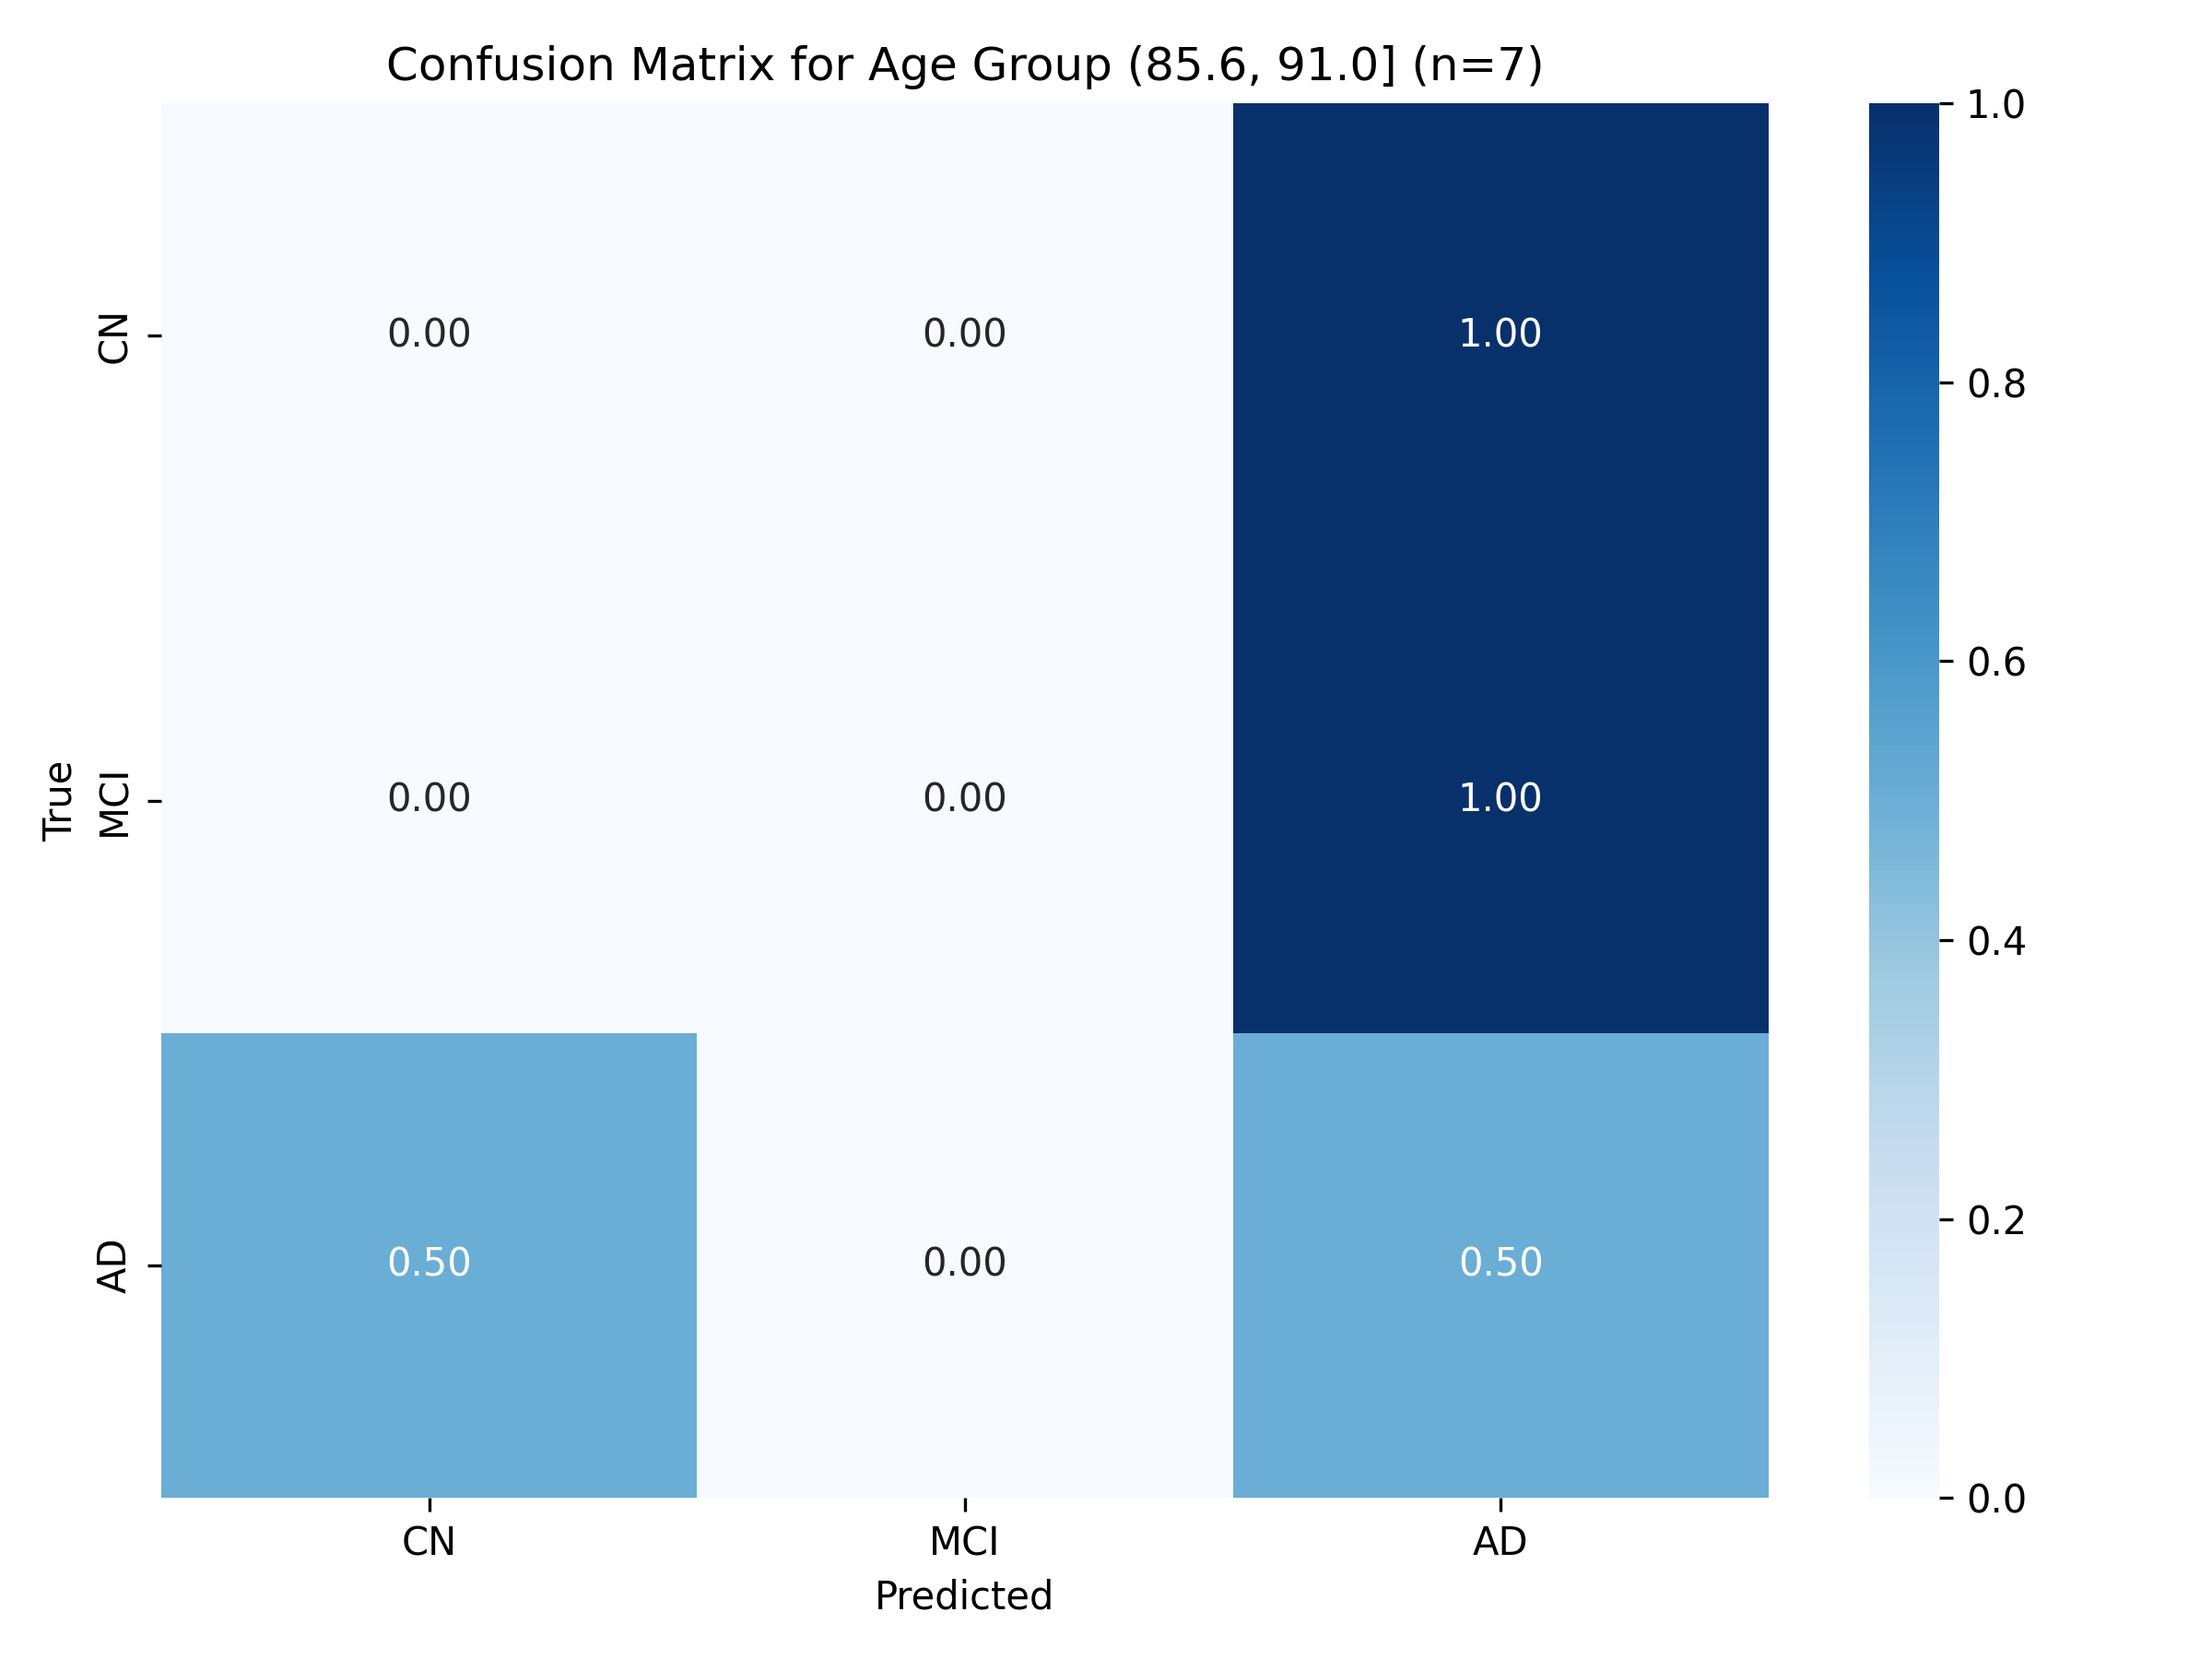 Confusion Matrix for Age Group (85.6, 91.0] (n=7)
True
CN
0.00 0.00 1.00
MCI
0.00 0.00 1.00
AD
0.50 0.00 0.50
CN MCI AD
Predicted
1.0
0.8
0.6
0.4
0.2
0.0